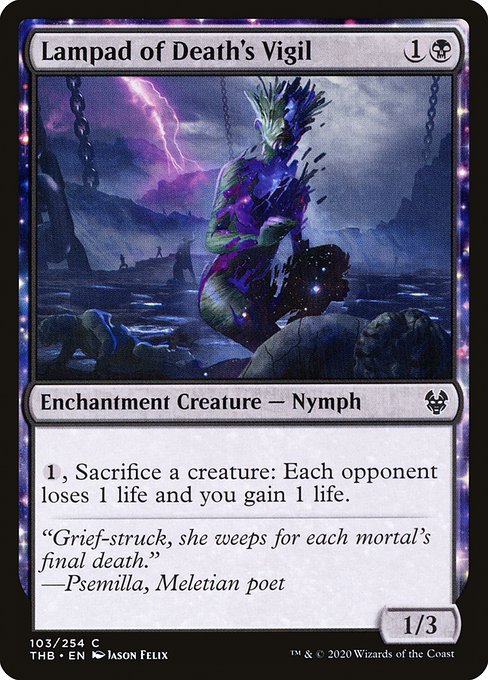 Lampad of Death's Vigil 1
Enchantment Creature — Nymph
1, Sacrifice a creature: Each opponent
loses 1 life and you gain 1 life.
“Grief-struck, she weeps for each mortal's
final death.”
—Psemilla, Meletian poet
1/3
103/254 C
THB • EN Jason Felix
™ & © 2020 Wizards of the Coast